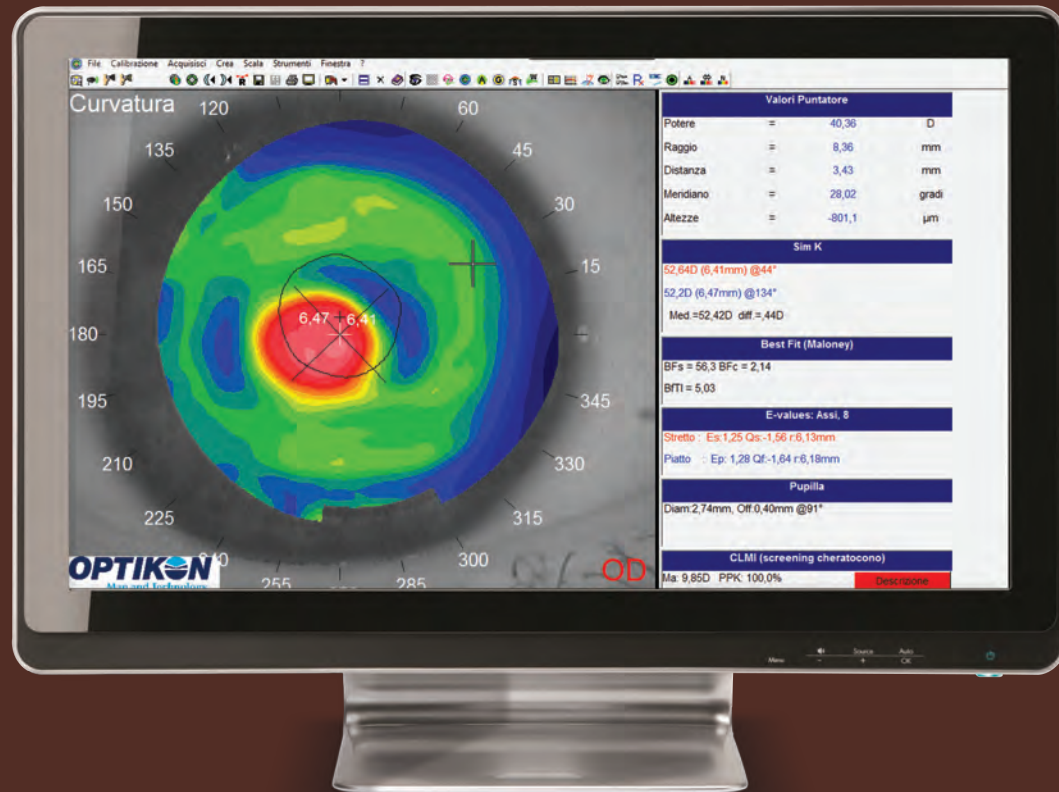 File Calibrazione Acquisisci Crea Scala Strumenti Finestra ?
Curvatura
120
60
135
45
150
30
165
15
180
6,47
6,41
195
345
210
330
225
315
300
255
285
OPTIKON
Man and Technology
OD
Valori Puntatore
Potere = 40,36 D
Raggio = 8,36 mm
Distanza = 3,43 mm
Meridiano = 28,02 gradi
Altezze = -801,1 µm
Sim K
52,64D (6,41mm) @44°
52,2D (6,47mm) @134°
Med.=52,42D diff.=,44D
Best Fit (Maloney)
BFs = 56,3 BFc = 2,14
BfTI = 5,03
E-values: Assi, 8
Stretto : Es:1,25 Qs:-1,56 r:6,13mm
Piatto : Ep: 1,28 Qf:-1,64 r:6,18mm
Pupilla
Diam:2,74mm, Off:0,40mm @91°
CLMI (screening cheratocono)
Ma: 9,85D PPK: 100,0%
Descrizione
Menu - Source + Auto OK